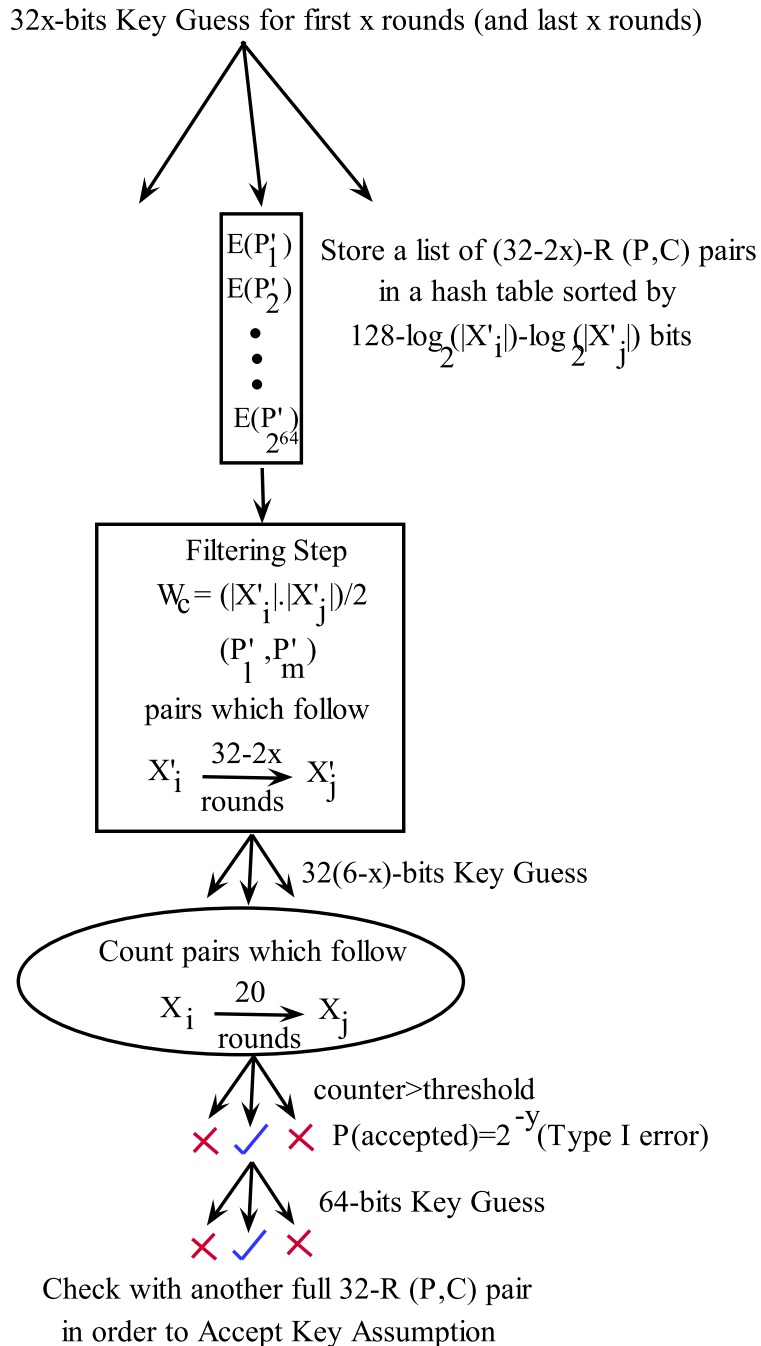 32x-bits Key Guess for first x rounds (and last x rounds)
E(P'₁)
E(P'₂)
E(P'₂⁶⁴)
Store a list of (32-2x)-R (P,C) pairs
in a hash table sorted by
128-log₂(|X'ᵢ|)-log₂(|X'ⱼ|) bits
Filtering Step
W_c = (|X'ᵢ|.|X'ⱼ|)/2
(P'₁ ,P'ₘ)
pairs which follow
X'ᵢ 32-2x X'ⱼ
rounds
32(6-x)-bits Key Guess
Count pairs which follow
Xᵢ 20 Xⱼ
rounds
counter>threshold
P(accepted)=2⁻ʸ(Type I error)
64-bits Key Guess
Check with another full 32-R (P,C) pair
in order to Accept Key Assumption